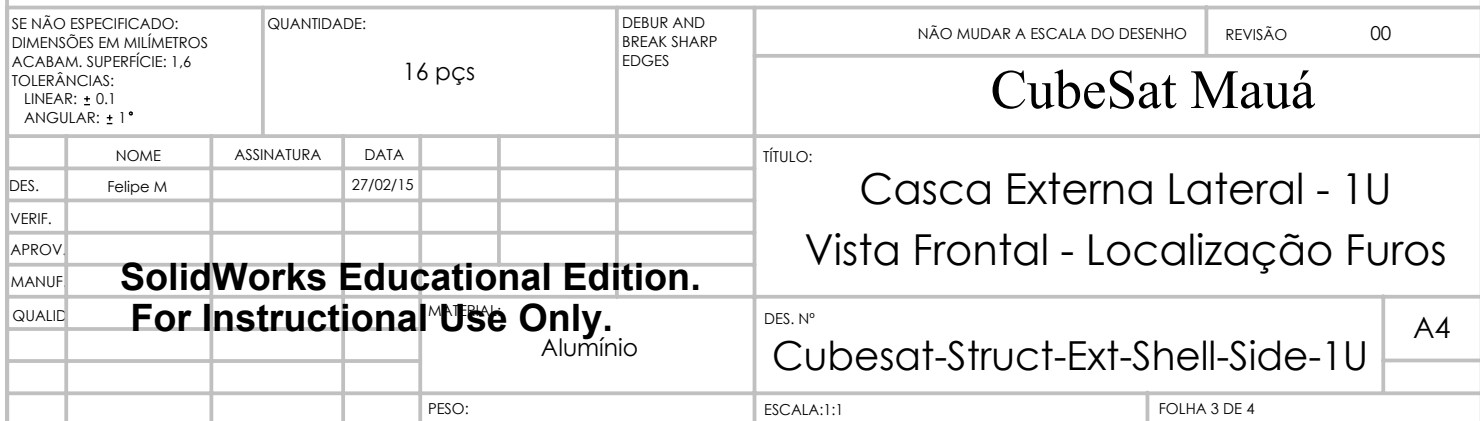 SE NÃO ESPECIFICADO:
DIMENSÕES EM MILÍMETROS
ACABAM. SUPERFÍCIE: 1,6
TOLERÂNCIAS:
LINEAR: ± 0.1
ANGULAR: ± 1°
QUANTIDADE:
16 pçs
DEBUR AND
BREAK SHARP
EDGES
NÃO MUDAR A ESCALA DO DESENHO
REVISÃO 00
CubeSat Mauá
NOME ASSINATURA DATA
DES. Felipe M 27/02/15
VERIF.
APROV.
MANUF
QUALID
SolidWorks Educational Edition.
For Instructional Use Only.
MATERIAL:
Alumínio
PESO:
TÍTULO:
Casca Externa Lateral - 1U
Vista Frontal - Localização Furos
DES. Nº
Cubesat-Struct-Ext-Shell-Side-1U
A4
ESCALA:1:1
FOLHA 3 DE 4